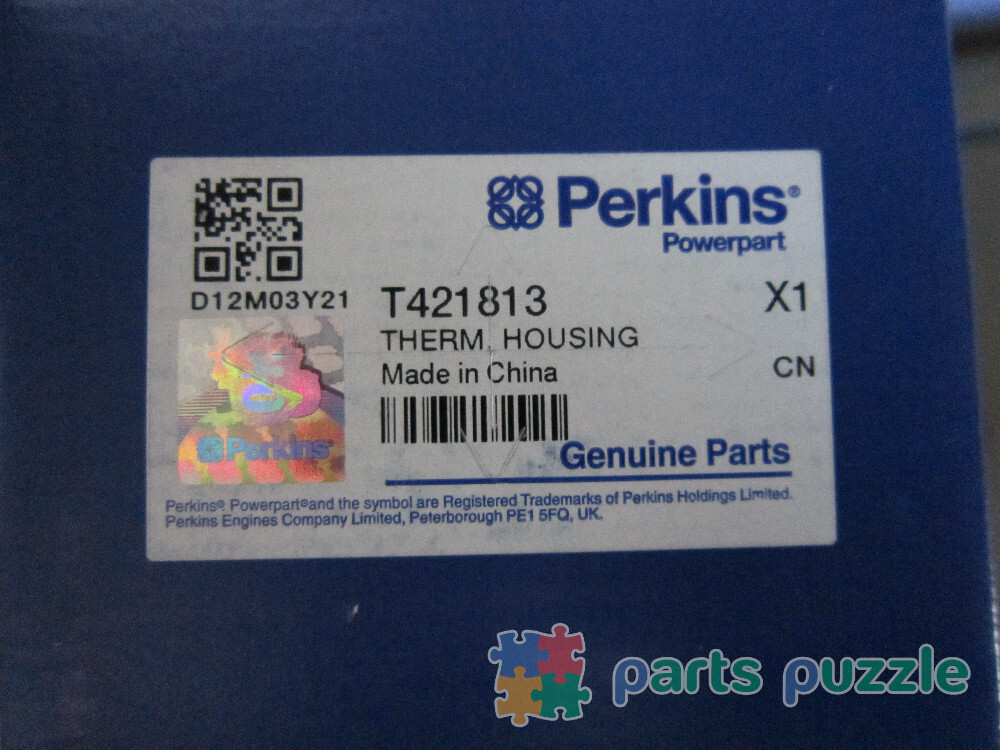 Perkins®
Powerpart
D12M03Y21
T421813
X1
THERM. HOUSING
Made in China
CN
Perkins
Genuine Parts
Perkins® Powerpart®and the symbol are Registered Trademarks of Perkins Holdings Limited.
Perkins Engines Company Limited, Peterborough PE1 5FQ, UK.
parts puzzle